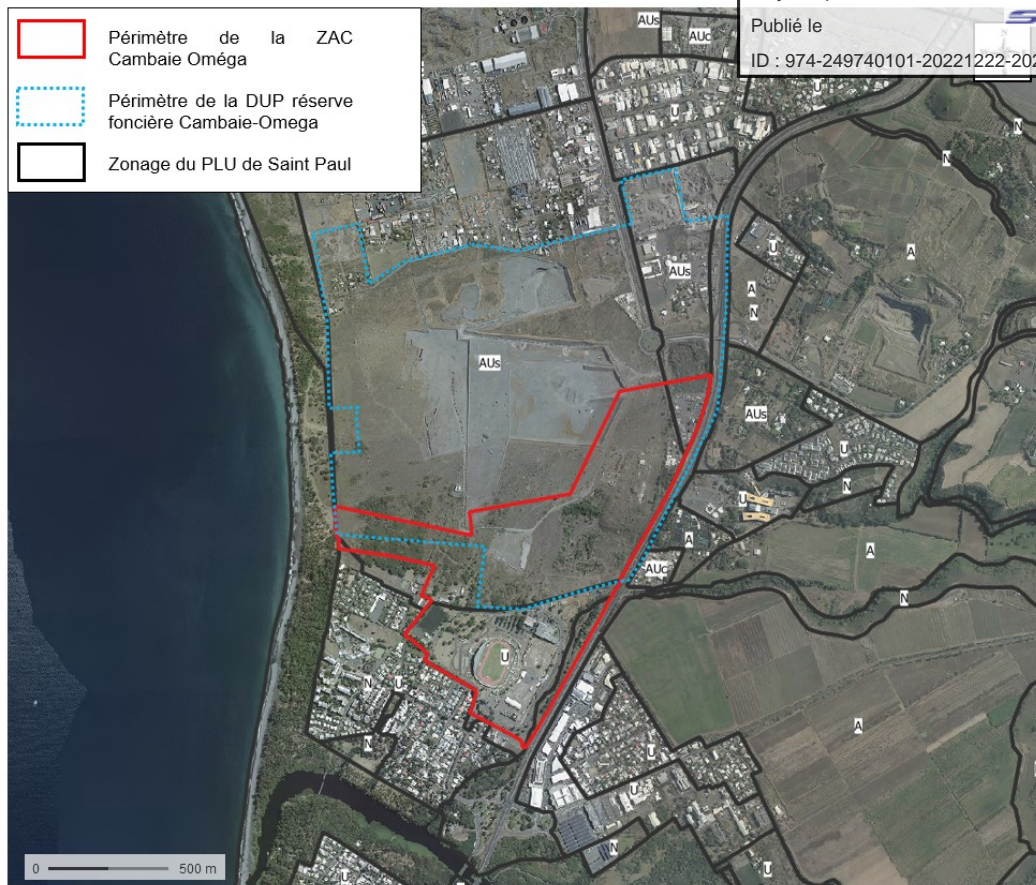 Publié le
ID : 974-249740101-20221222-202
Périmètre de la ZAC
Cambaie Oméga
Périmètre de la DUP réserve
foncière Cambaie-Omega
Zonage du PLU de Saint Paul
AUs
AUc
U
U
N
N
U
A
AUs
A
N
AUs
AUs
U
N
U
A
A
AUc
N
U
N
U
A
N
U
U
N
U
U
0 500 m